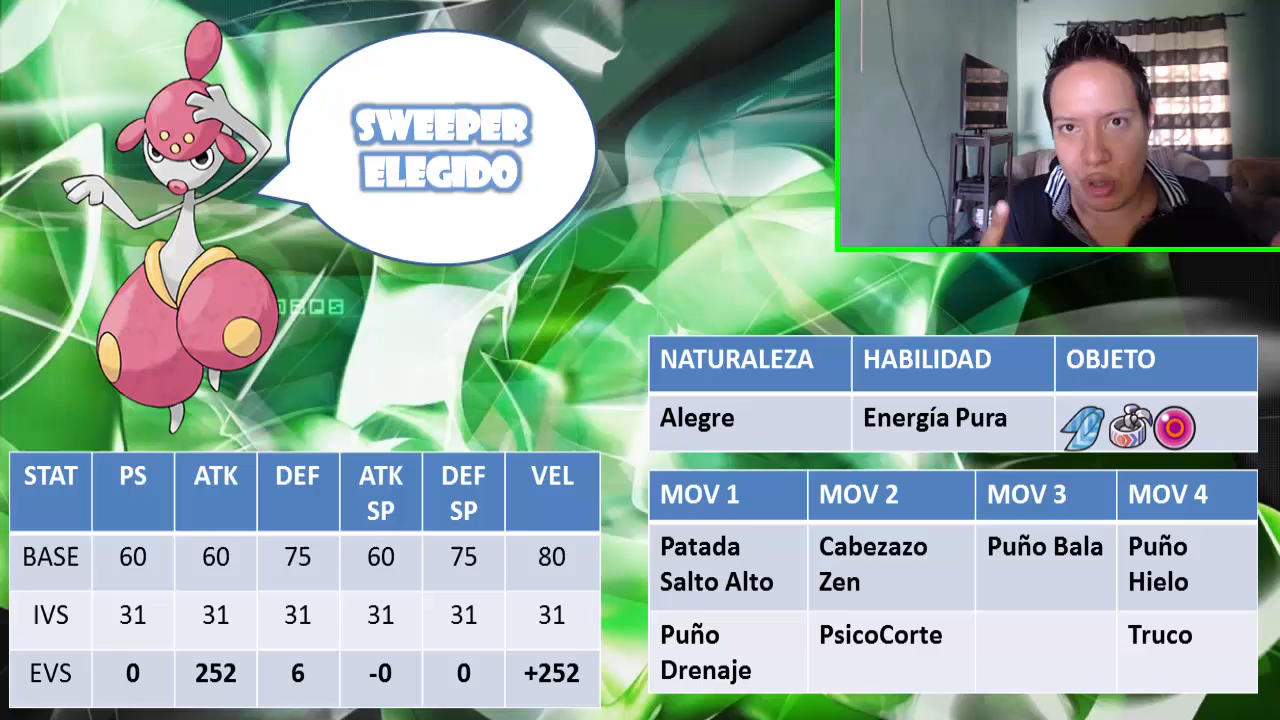 SWEEPER
ELEGIDO
NATURALEZA HABILIDAD OBJETO
Alegre Energía Pura
STAT PS ATK DEF ATK SP DEF SP VEL
BASE 60 60 75 60 75 80
IVS 31 31 31 31 31 31
EVS 0 252 6 -0 0 +252
MOV 1 MOV 2 MOV 3 MOV 4
Patada Salto Alto Cabezazo Zen Puño Bala Puño Hielo
Puño Drenaje PsicoCorte Truco